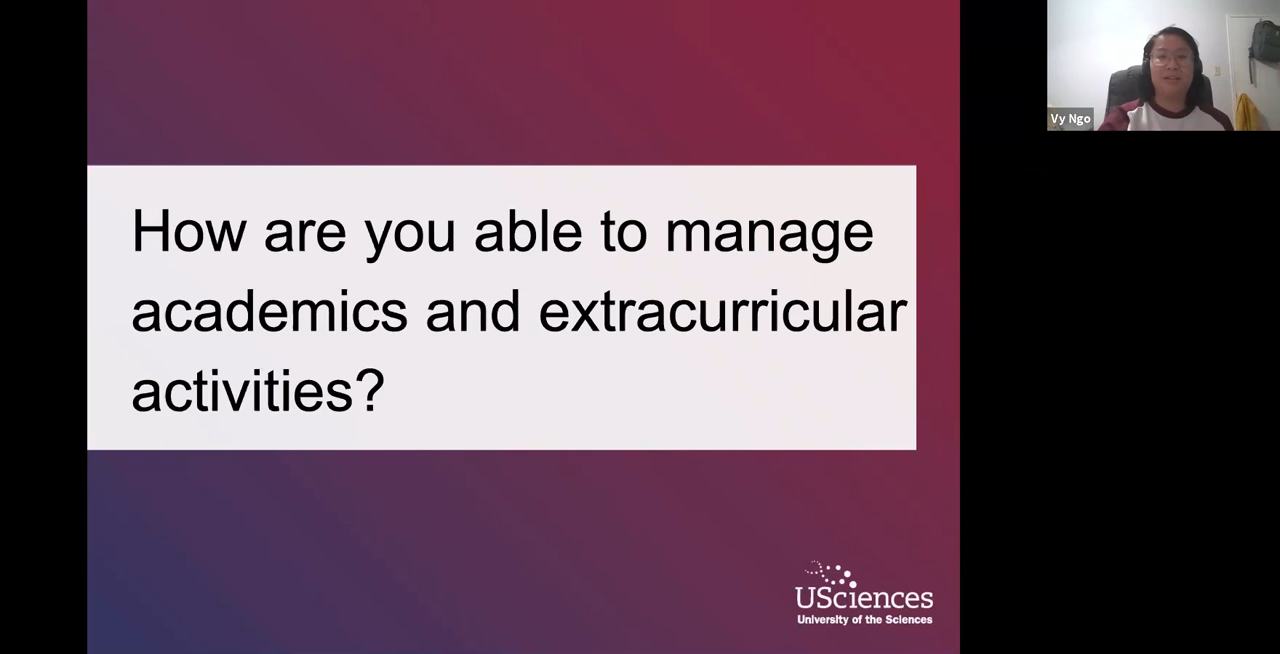 How are you able to manage
academics and extracurricular
activities?
Vy Ngo
USciences
University of the Sciences